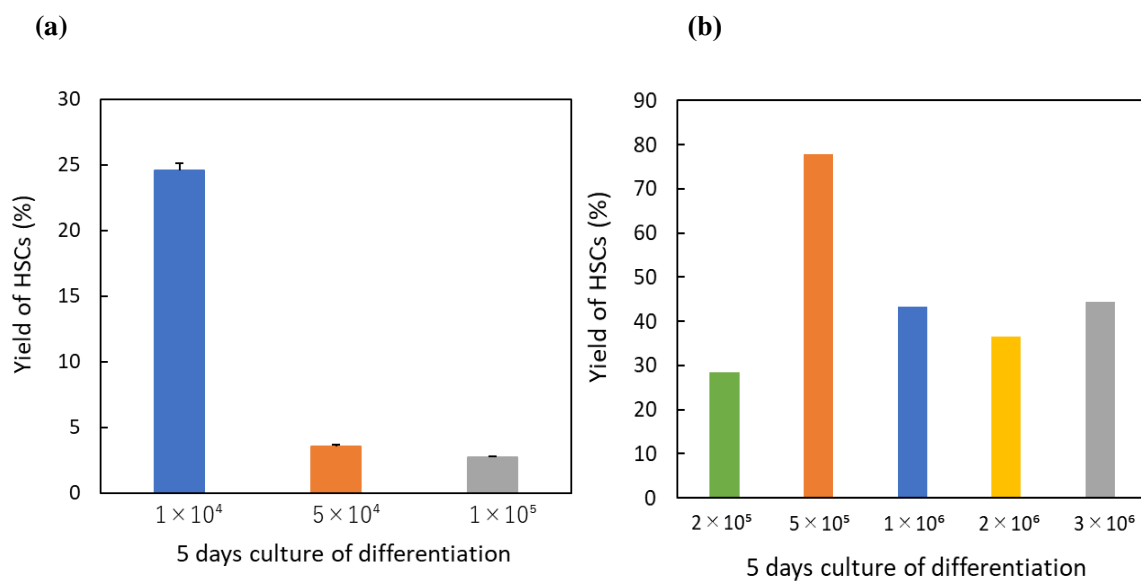 (a)
30
25
20
15
10
5
0
Yield of HSCs (%)
1×10⁴ 5×10⁴ 1×10⁵
5 days culture of differentiation
(b)
90
80
70
60
50
40
30
20
10
0
Yield of HSCs (%)
2×10⁵ 5×10⁵ 1×10⁶ 2×10⁶ 3×10⁶
5 days culture of differentiation